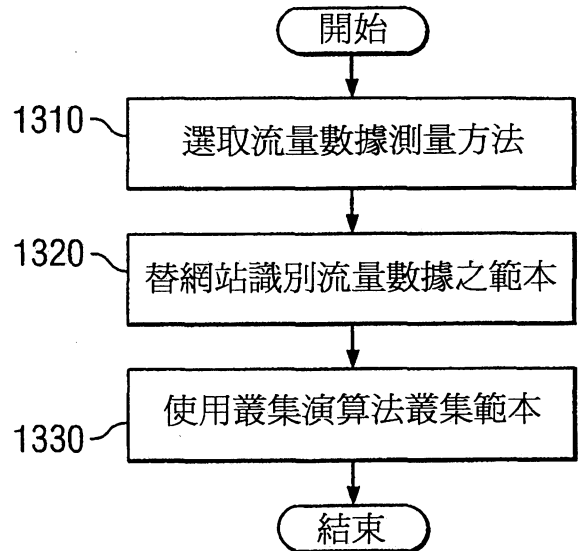 開始
1310
選取流量數據測量方法
1320
替網站識別流量數據之範本
1330
使用叢集演算法叢集範本
結束